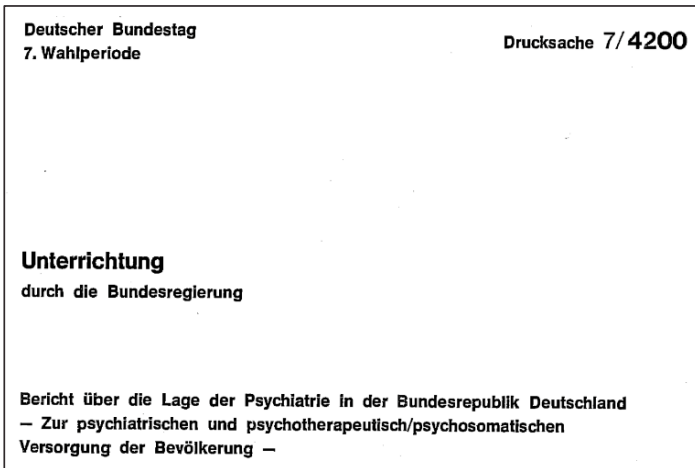 Deutscher Bundestag
7. Wahlperiode
Drucksache 7/4200
Unterrichtung
durch die Bundesregierung
Bericht über die Lage der Psychiatrie in der Bundesrepublik Deutschland
– Zur psychiatrischen und psychotherapeutisch/psychosomatischen
Versorgung der Bevölkerung –